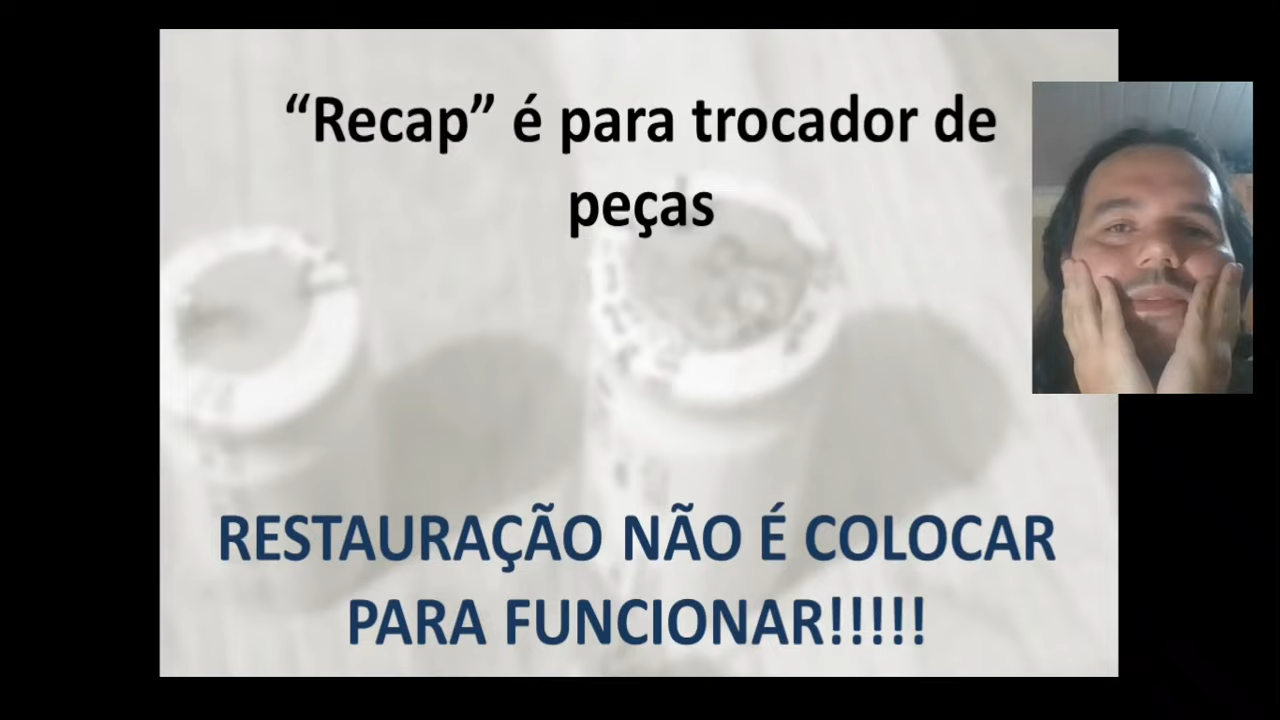 “Recap” é para trocador de
peças
RESTAURAÇÃO NÃO É COLOCAR
PARA FUNCIONAR!!!!!